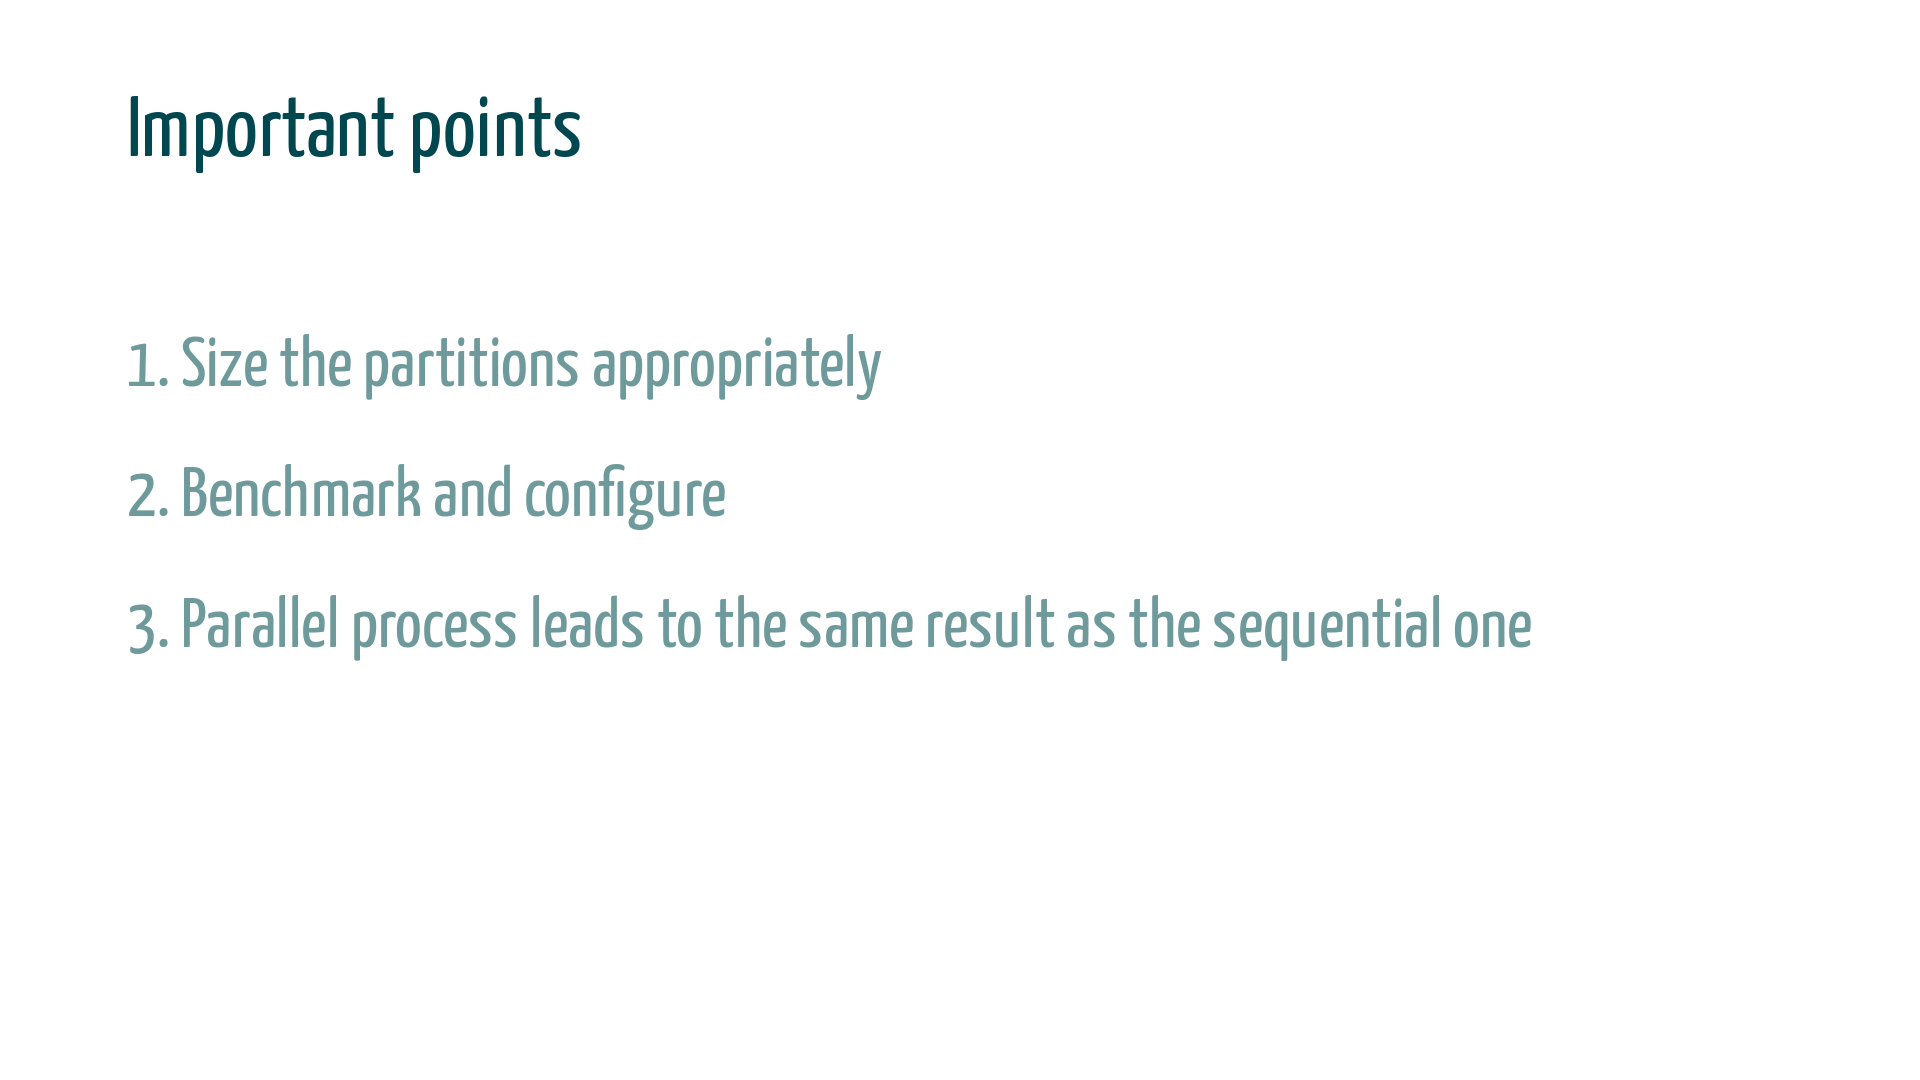 Important points
1. Size the partitions appropriately
2. Benchmark and configure
3. Parallel process leads to the same result as the sequential one